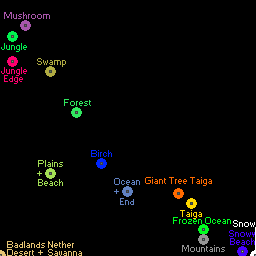 Mushroom
Jungle
Swamp
Jungle
Edge
Forest
Birch
Plains
+
Beach
Ocean
+
End
Giant Tree Taiga
Taiga
Frozen Ocean
Snow
Mountains
Snowy
Beach
Badlands Nether
Desert + Savanna